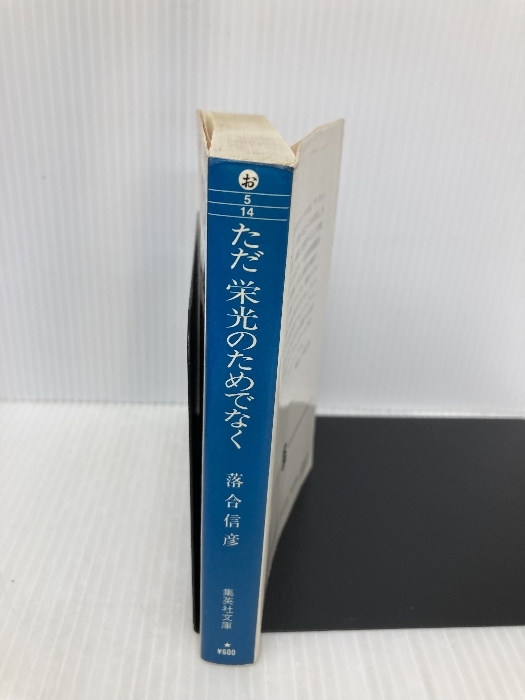 お
5
14
ただ 栄光のためでなく
落合信彦
集英社文庫
★
¥600